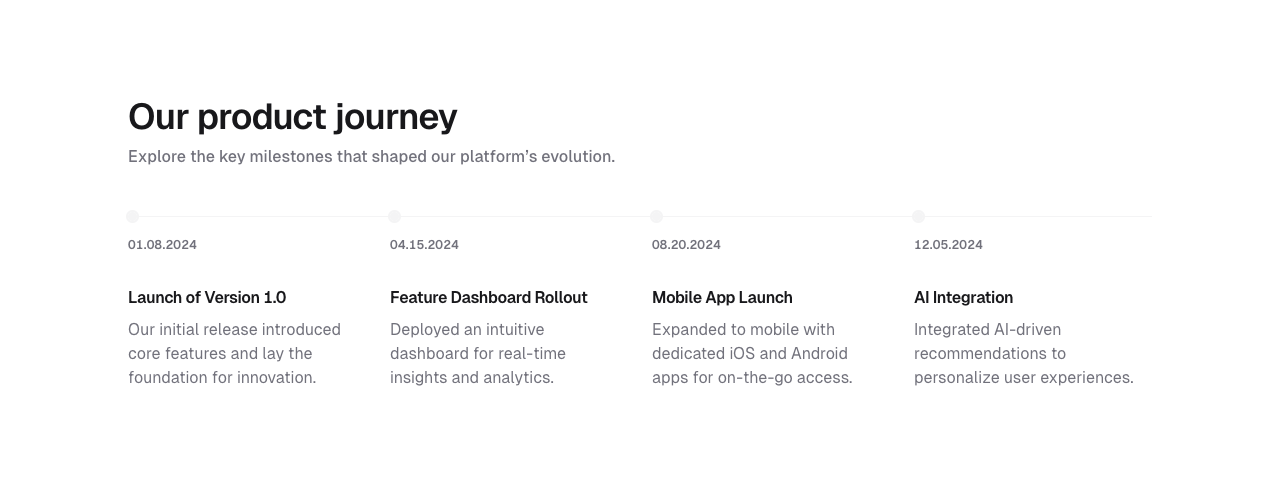 Our product journey
Explore the key milestones that shaped our platform’s evolution.
01.08.2024
04.15.2024
08.20.2024
12.05.2024
Launch of Version 1.0
Our initial release introduced
core features and lay the
foundation for innovation.
Feature Dashboard Rollout
Deployed an intuitive
dashboard for real-time
insights and analytics.
Mobile App Launch
Expanded to mobile with
dedicated iOS and Android
apps for on-the-go access.
AI Integration
Integrated AI-driven
recommendations to
personalize user experiences.